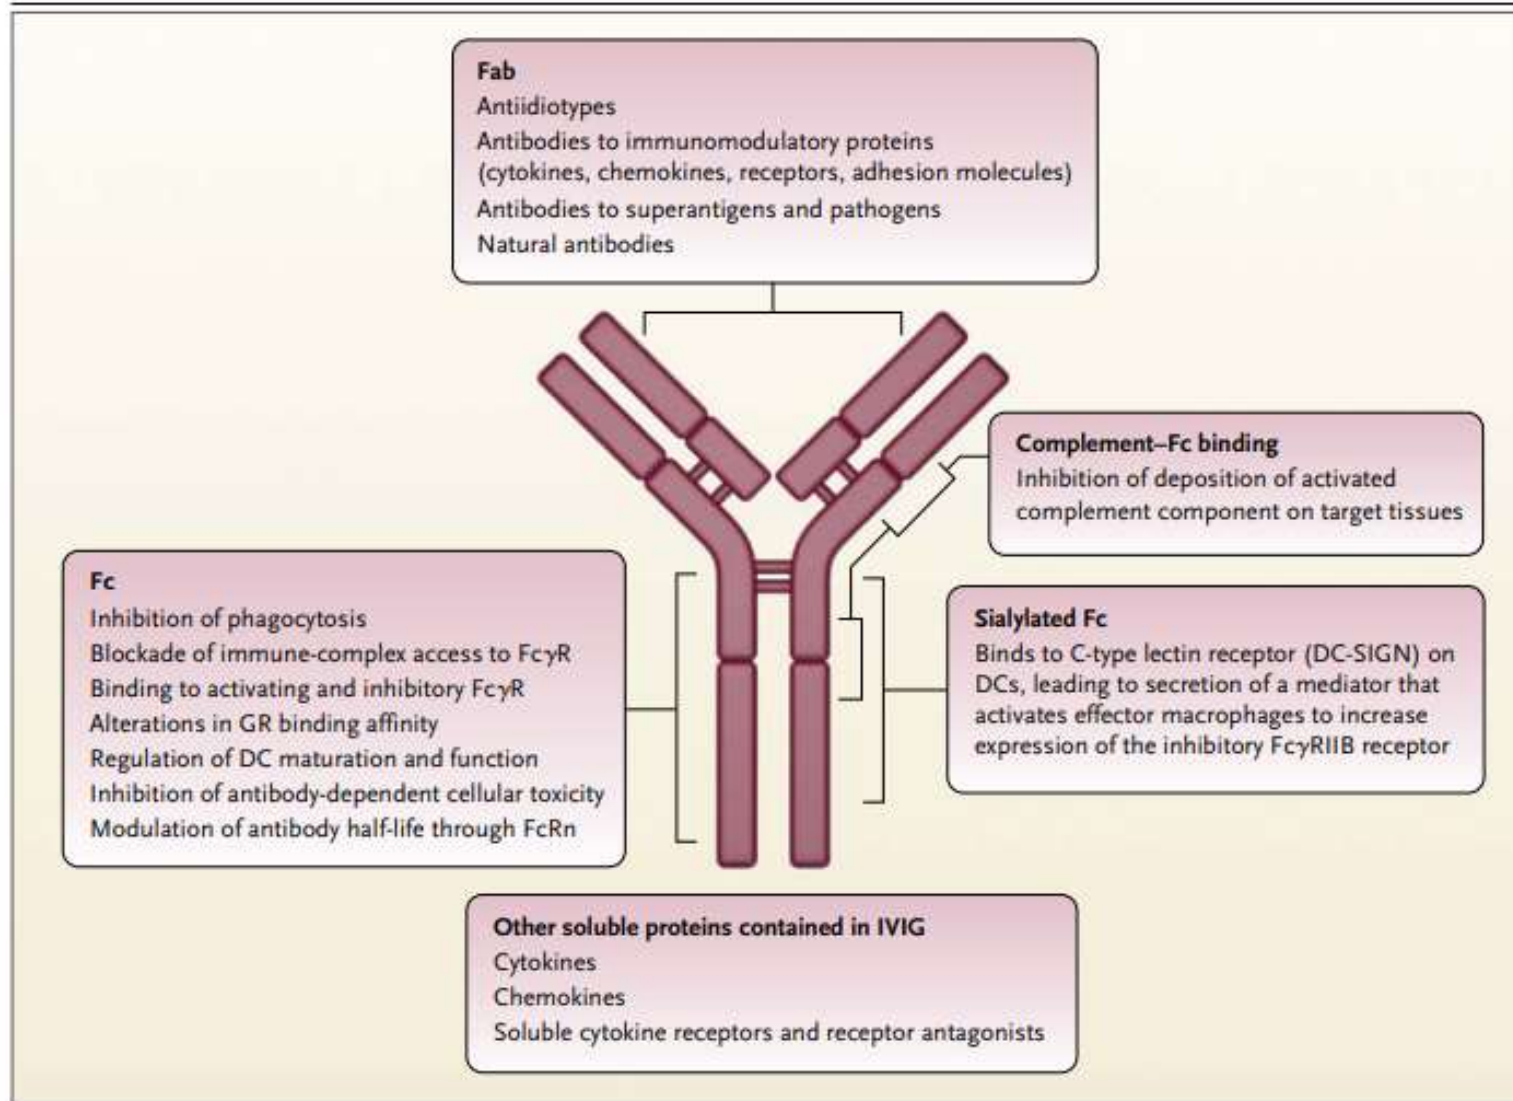 Fab
Antiidiotypes
Antibodies to immunomodulatory proteins
(cytokines, chemokines, receptors, adhesion molecules)
Antibodies to superantigens and pathogens
Natural antibodies
Complement–Fc binding
Inhibition of deposition of activated
complement component on target tissues
Fc
Inhibition of phagocytosis
Blockade of immune-complex access to FcγR
Binding to activating and inhibitory FcγR
Alterations in GR binding affinity
Regulation of DC maturation and function
Inhibition of antibody-dependent cellular toxicity
Modulation of antibody half-life through FcRn
Sialylated Fc
Binds to C-type lectin receptor (DC-SIGN) on
DCs, leading to secretion of a mediator that
activates effector macrophages to increase
expression of the inhibitory FcγRIIB receptor
Other soluble proteins contained in IVIG
Cytokines
Chemokines
Soluble cytokine receptors and receptor antagonists